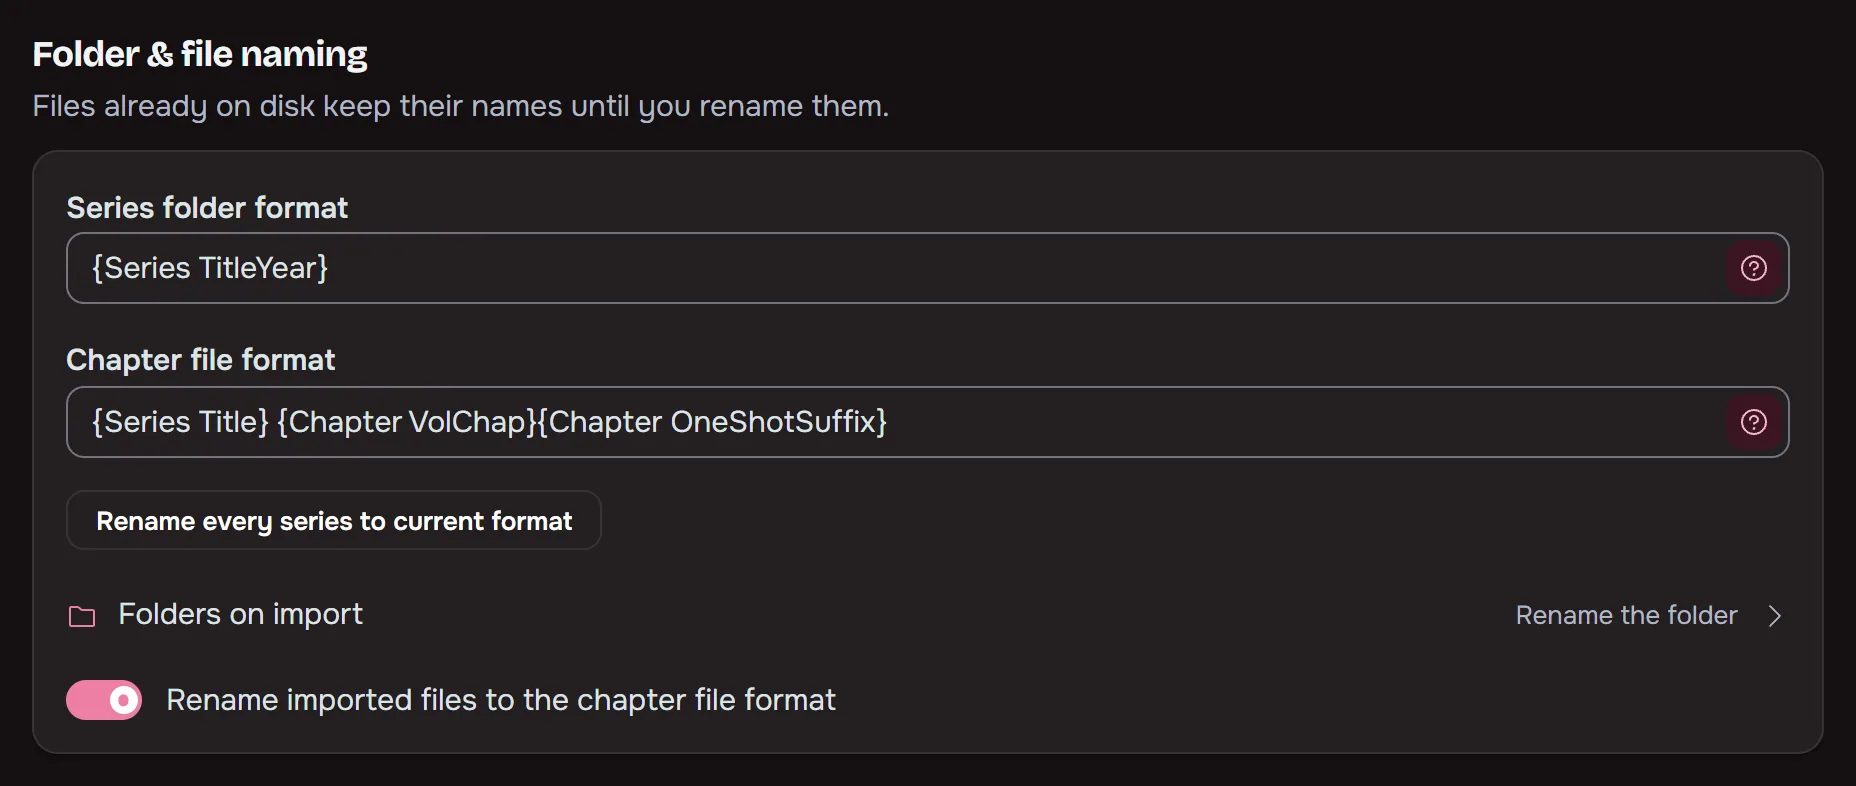 Folder & file naming
Files already on disk keep their names until you rename them.
Series folder format
{Series TitleYear}
Chapter file format
{Series Title} {Chapter VolChap}{Chapter OneShotSuffix}
Rename every series to current format
Folders on import
Rename the folder
Rename imported files to the chapter file format